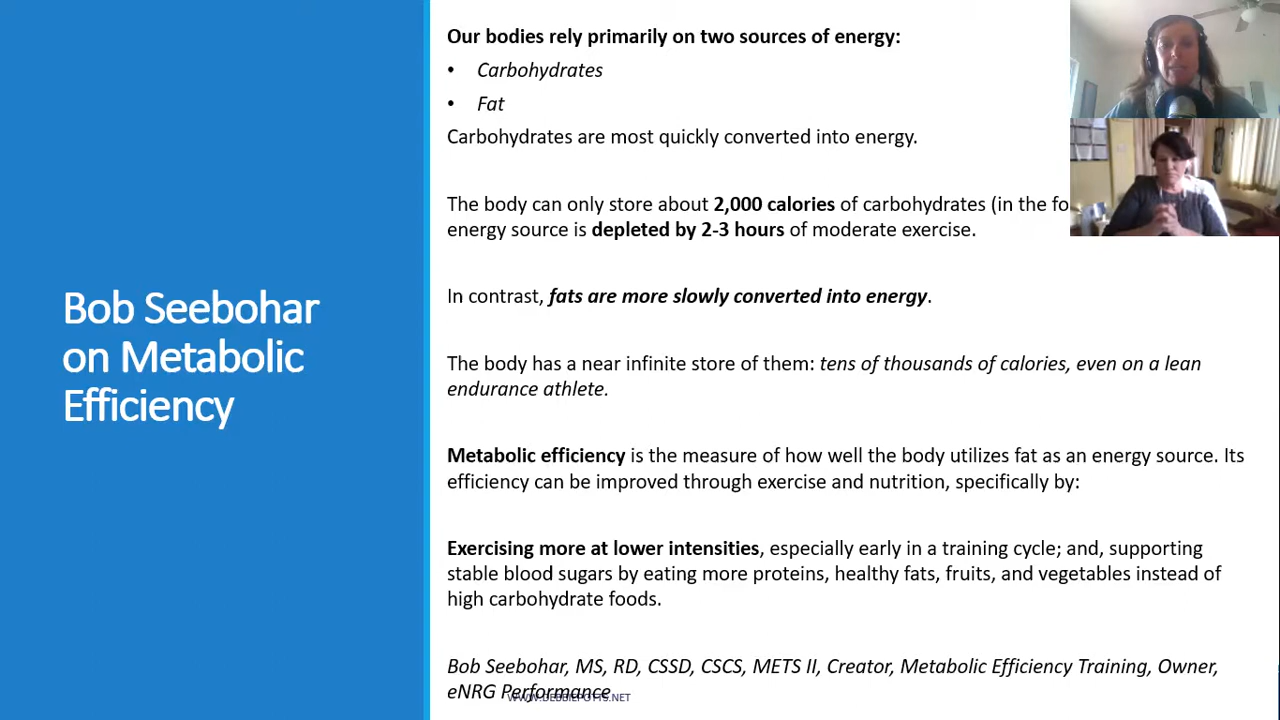 Bob Seebohar
on Metabolic
Efficiency
Our bodies rely primarily on two sources of energy:
• Carbohydrates
• Fat
Carbohydrates are most quickly converted into energy.
The body can only store about 2,000 calories of carbohydrates (in the fo
energy source is depleted by 2-3 hours of moderate exercise.
In contrast, fats are more slowly converted into energy.
The body has a near infinite store of them: tens of thousands of calories, even on a lean
endurance athlete.
Metabolic efficiency is the measure of how well the body utilizes fat as an energy source. Its
efficiency can be improved through exercise and nutrition, specifically by:
Exercising more at lower intensities, especially early in a training cycle; and, supporting
stable blood sugars by eating more proteins, healthy fats, fruits, and vegetables instead of
high carbohydrate foods.
Bob Seebohar, MS, RD, CSSD, CSCS, METS II, Creator, Metabolic Efficiency Training, Owner,
eNRG Performance
WWW.DEBBIEPOTTS.NET